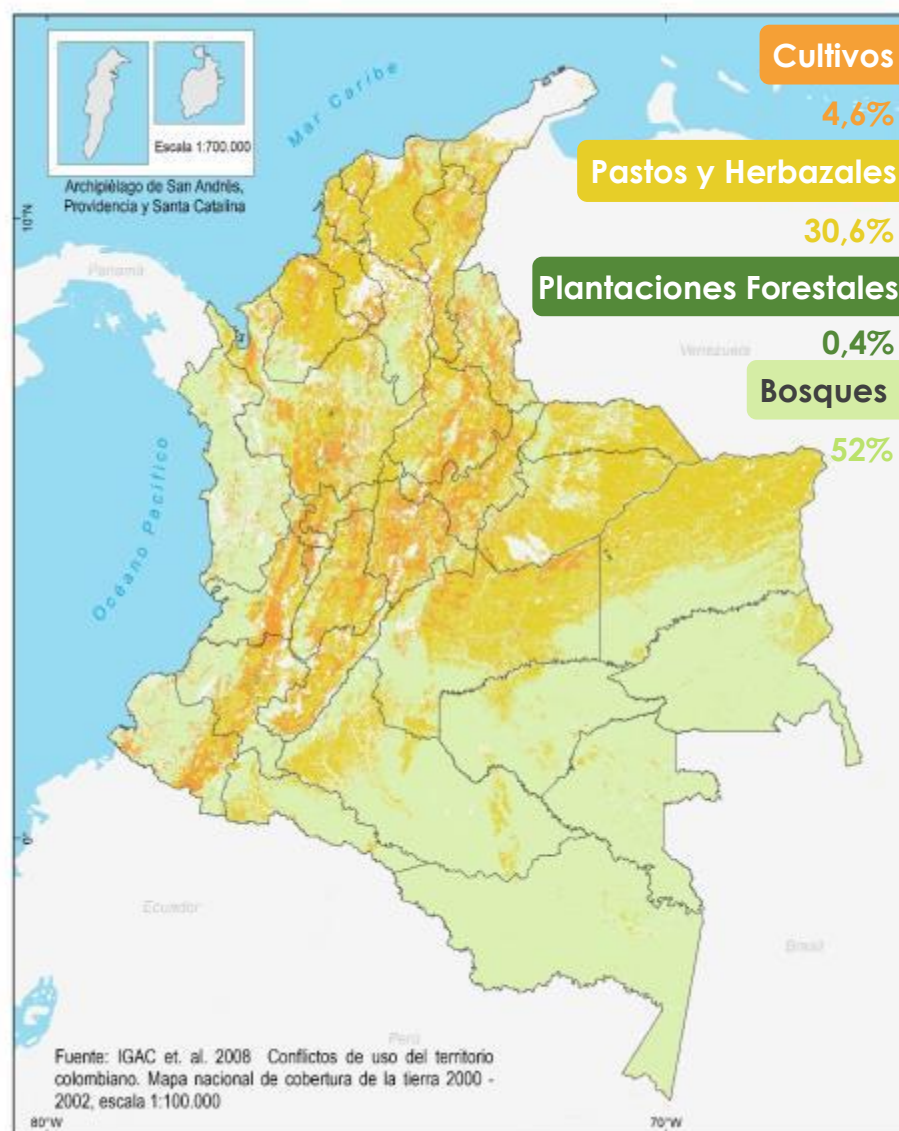 Escala 1:700.000
Archipiélago de San Andrés,
Providencia y Santa Catalina
Mar Caribe
Cultivos
4,6%
Pastos y Herbazales
30,6%
Plantaciones Forestales
0,4%
Bosques
52%
10°N
Panamá
Venezuela
Océano Pacífico
0°
Ecuador
Brasil
Perú
Fuente: IGAC et. al. 2008 Conflictos de uso del territorio
colombiano. Mapa nacional de cobertura de la tierra 2000 -
2002, escala 1:100.000
80°W
70°W